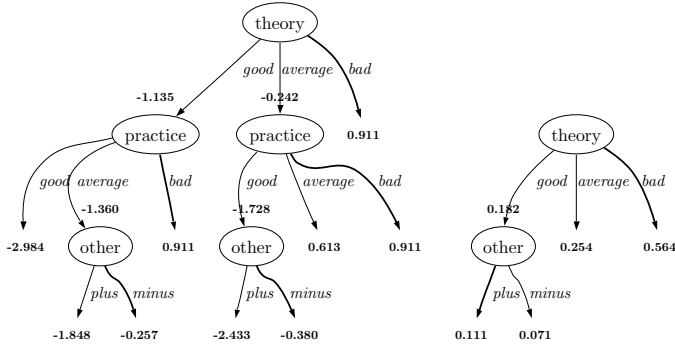 theory
good average bad
-1.135 -0.242
practice practice 0.911 theory
good average bad good average bad good average bad
-1.360 -1.728 0.182
-2.984 other 0.911 other 0.613 0.911 other 0.254 0.564
plus minus plus minus plus minus
-1.848 -0.257 -2.433 -0.380 0.111 0.071